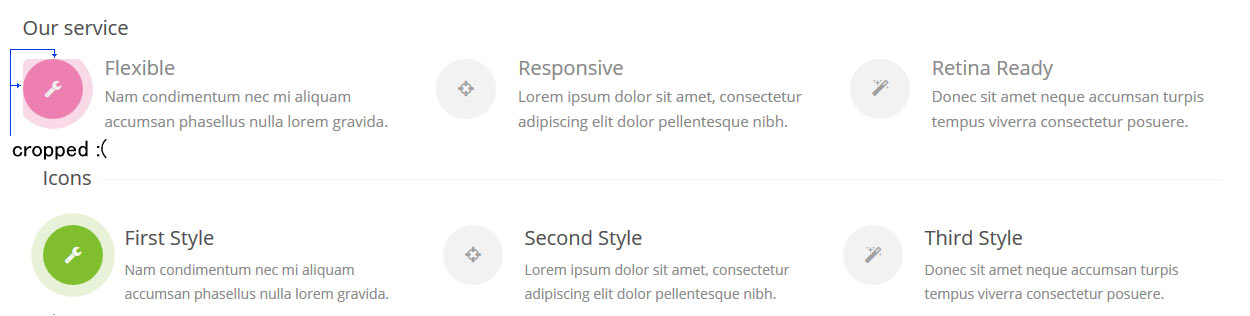 Our service
Flexible
Nam condimentum nec mi aliquam
accumsan phasellus nulla lorem gravida.
Responsive
Lorem ipsum dolor sit amet, consectetur
adipiscing elit dolor pellentesque nibh.
Retina Ready
Donec sit amet neque accumsan turpis
tempus viverra consectetur posuere.
cropped :(
Icons
First Style
Nam condimentum nec mi aliquam
accumsan phasellus nulla lorem gravida.
Second Style
Lorem ipsum dolor sit amet, consectetur
adipiscing elit dolor pellentesque nibh.
Third Style
Donec sit amet neque accumsan turpis
tempus viverra consectetur posuere.